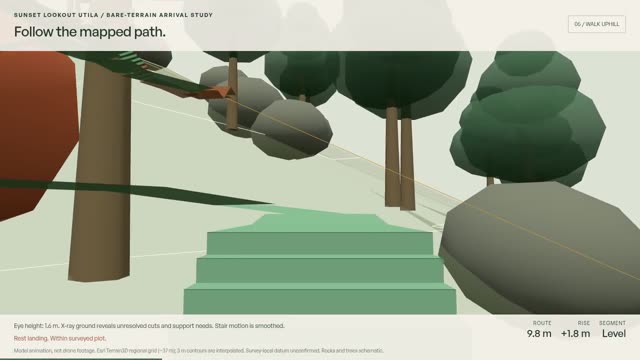 SUNSET LOOKOUT UTILA / BARE-TERRAIN ARRIVAL STUDY
Follow the mapped path.
05 / WALK UPHILL
Eye height: 1.6 m. X-ray ground reveals unresolved cuts and support needs. Stair motion is smoothed.
Rest landing. Within surveyed plot.
Model animation, not drone footage. Esri Terrain3D regional grid (~37 m); 3 m contours are interpolated. Survey-local datum unconfirmed. Rocks and trees schematic.
ROUTE RISE SEGMENT
9.8 m +1.8 m Level